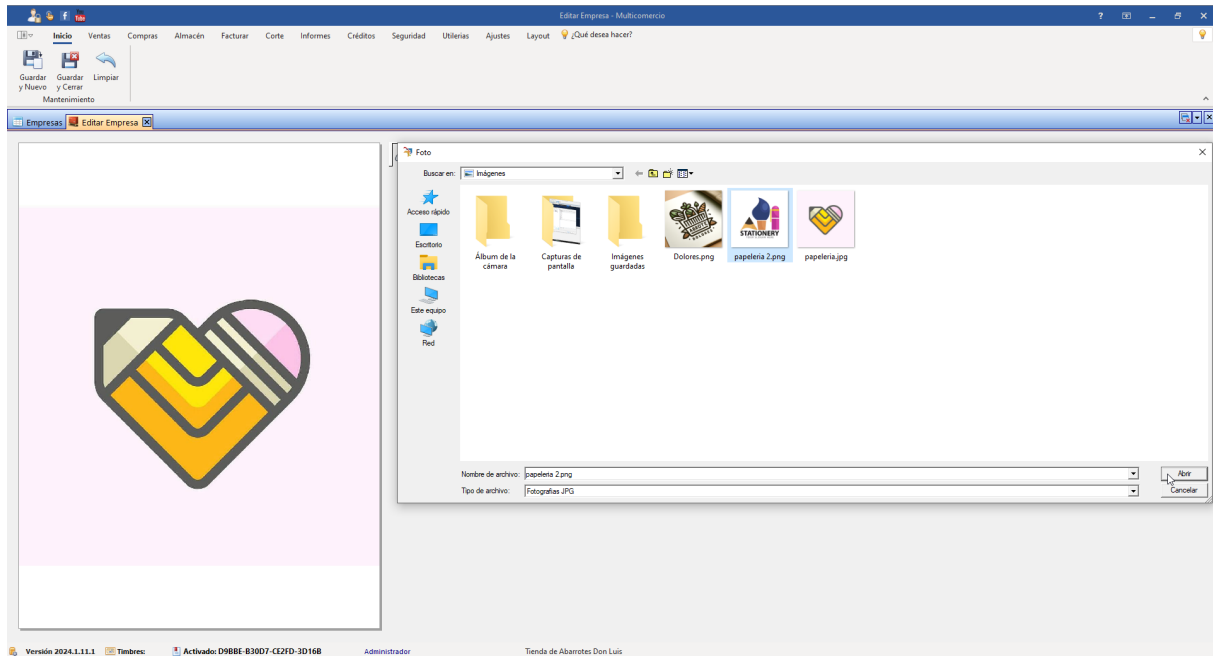 You
Tube
Editar Empresa - Multicomercio
Inicio Ventas Compras Almacén Facturar Corte Informes Créditos Seguridad Utilerias Ajustes Layout ¿Qué desea hacer?
Guardar y Nuevo
Guardar y Cerrar
Limpiar
Mantenimiento
Empresas Editar Empresa
Foto
Buscar en: Imágenes
Acceso rápido
Escritorio
Bibliotecas
Este equipo
Red
Álbum de la cámara
Capturas de pantalla
Imágenes guardadas
Dolores.png
STATIONERY
papeleria 2.png
papeleria.jpg
Nombre de archivo: papeleria 2.png
Abrir
Tipo de archivo: Fotografias JPG
Cancelar
Versión 2024.1.11.1 Timbres: Activado: D9BBE-B30D7-CE2FD-3D16B Administrador Tienda de Abarrotes Don Luis